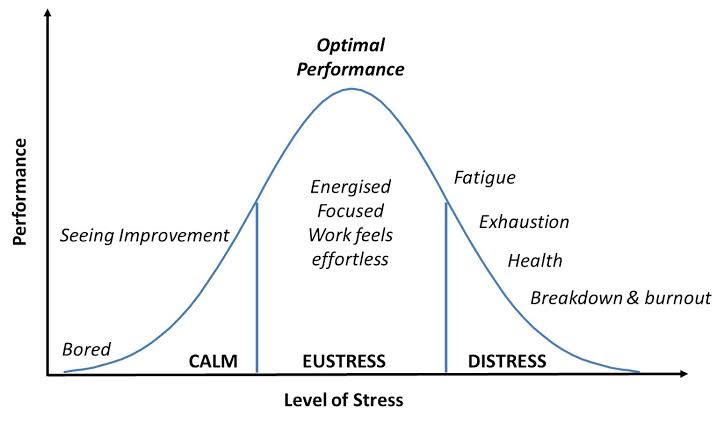 Optimal
Performance
Performance
Energised
Focused
Work feels
effortless
Fatigue
Exhaustion
Health
Breakdown & burnout
Seeing Improvement
Bored
CALM
EUSTRESS
DISTRESS
Level of Stress